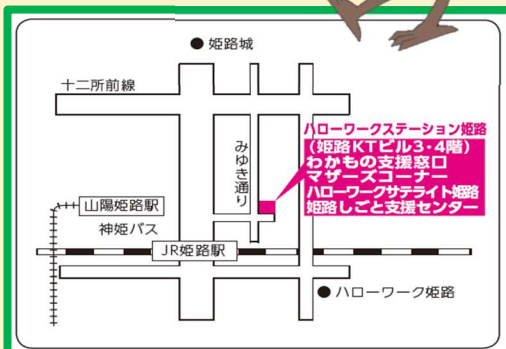 姫路城
十二所前線
みゆき通り
ハローワークステーション姫路
(姫路KTビル3・4階)
わかもの支援窓口
マザーズコーナー
ハローワークサテライト姫路
姫路しごと支援センター
山陽姫路駅
神姫バス
JR姫路駅
ハローワーク姫路